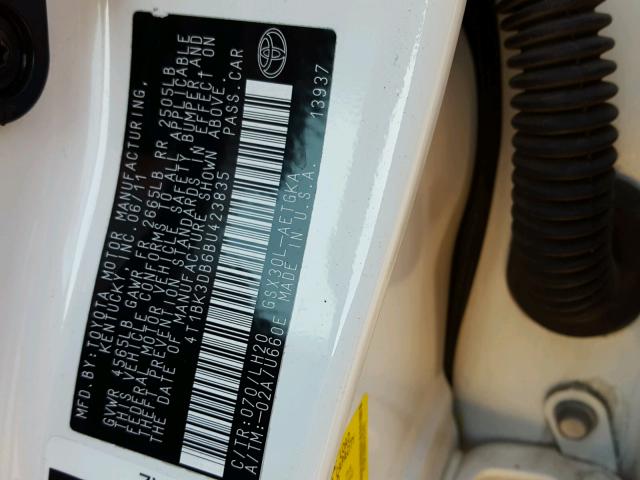 MFD. BY: TOYOTA MOTOR MANUFACTURING,
KENTUCKY, INC. 06/11
GVWR 4565LB GAWR FR 2665LB RR 2505LB
THIS VEHICLE CONFORMS TO ALL APPLICABLE
FEDERAL MOTOR VEHICLE SAFETY, BUMPER, AND
THEFT PREVENTION STANDARDS IN EFFECT ON
THE DATE OF MANUFACTURE SHOWN ABOVE.
4T1BK3DB6BU423835 PASS. CAR
C/TR: 070/LH20 GSX30L-AETGKA
A/TM: -02A/U660E MADE IN U.S.A.
13937